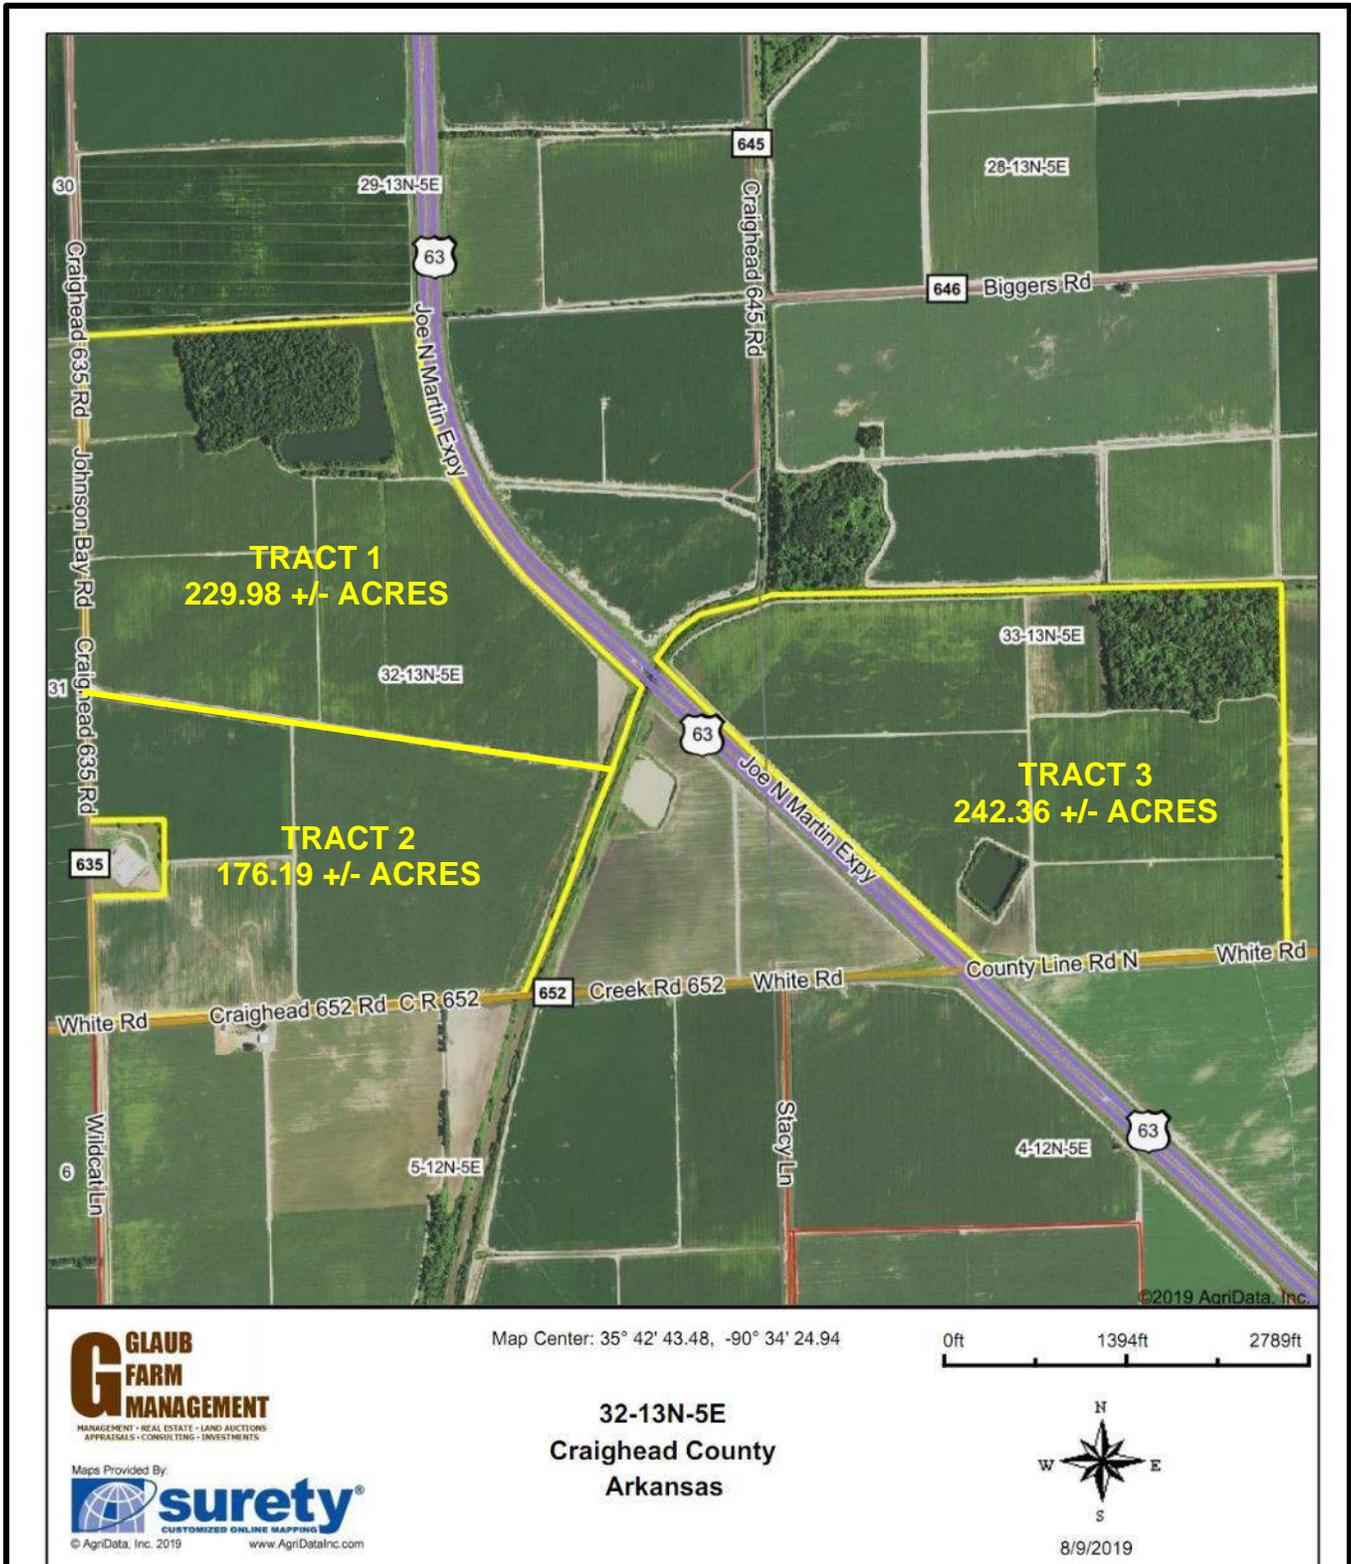 645
30
29-13N-5E
28-13N-5E
63
Craighead 645 Rd
646
Biggers Rd
Craighead 635 Rd
Joe N Martin Expy
Johnson Bay Rd
TRACT 1
229.98 +/- ACRES
33-13N-5E
32-13N-5E
31
Craighead 635 Rd
63
Joe N Martin Expy
TRACT 3
242.36 +/- ACRES
TRACT 2
176.19 +/- ACRES
635
White Rd
County Line Rd N
White Rd
Creek Rd 652
652
C R 652
Craighead 652 Rd
White Rd
Wildcat Ln
Stacy Ln
63
4-12N-5E
5-12N-5E
6
©2019 AgriData, Inc.
GLAUB
FARM
MANAGEMENT
MANAGEMENT • REAL ESTATE • LAND AUCTIONS
APPRAISALS • CONSULTING • INVESTMENTS
Maps Provided By:
surety®
CUSTOMIZED ONLINE MAPPING
© AgriData, Inc. 2019 www.AgriDataInc.com
Map Center: 35° 42' 43.48, -90° 34' 24.94
32-13N-5E
Craighead County
Arkansas
0ft 1394ft 2789ft
N
W E
S
8/9/2019